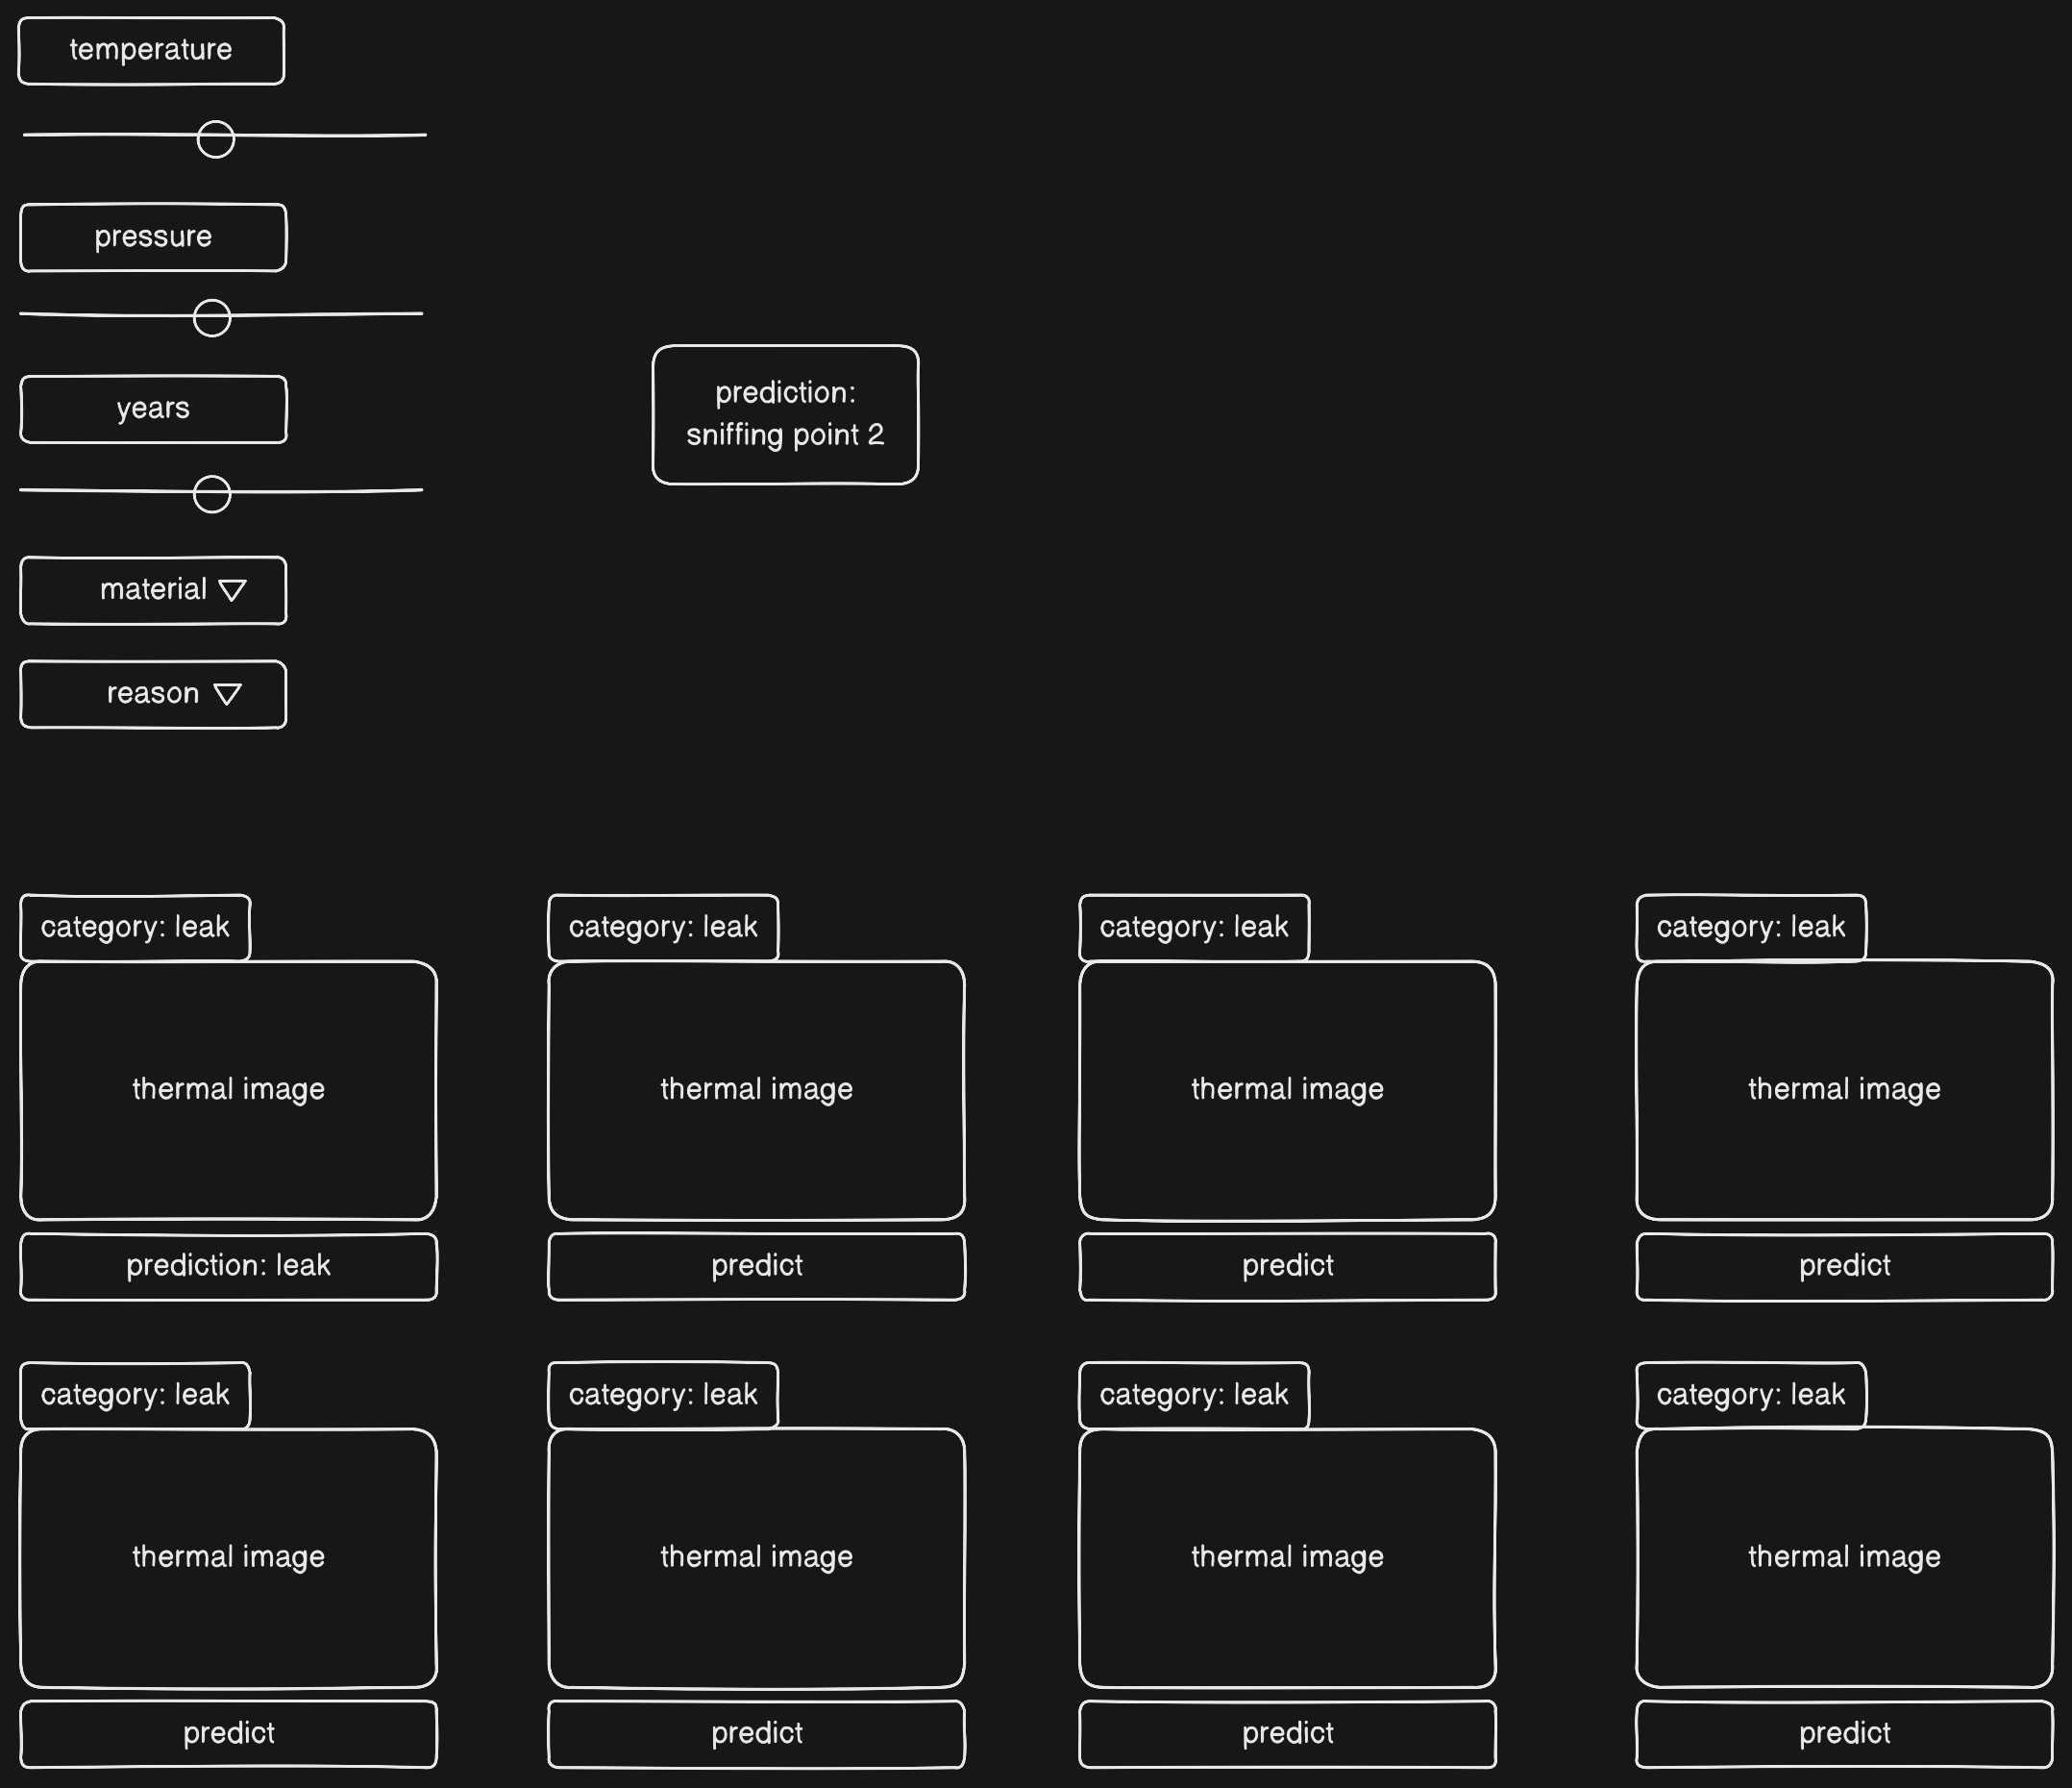 temperature
pressure
years
material
reason
prediction:
sniffing point 2
category: leak
category: leak
category: leak
category: leak
thermal image
thermal image
thermal image
thermal image
prediction: leak
predict
predict
predict
category: leak
category: leak
category: leak
category: leak
thermal image
thermal image
thermal image
thermal image
predict
predict
predict
predict